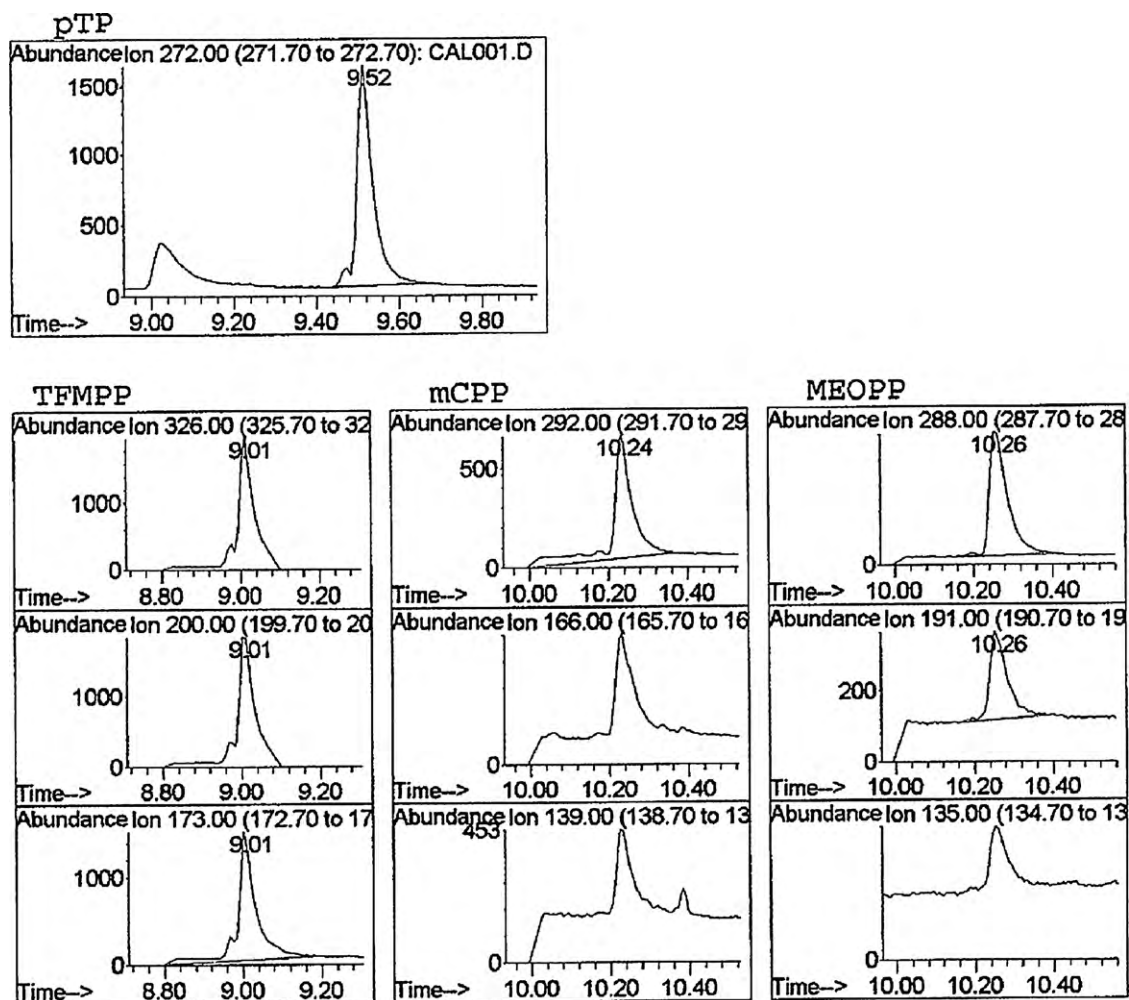 pTP
Abundance Ion 272.00 (271.70 to 272.70): CAL001.D
9.52
1500
1000
500
0
Time--> 9.00 9.20 9.40 9.60 9.80
TFMPP
Abundance Ion 326.00 (325.70 to 32
9.01
1000
0
Time--> 8.80 9.00 9.20
Abundance Ion 200.00 (199.70 to 20
9.01
1000
0
Time--> 8.80 9.00 9.20
Abundance Ion 173.00 (172.70 to 17
9.01
1000
0
Time--> 8.80 9.00 9.20
mCPP
Abundance Ion 292.00 (291.70 to 29
10.24
500
0
Time--> 10.00 10.20 10.40
Abundance Ion 166.00 (165.70 to 16
0
Time--> 10.00 10.20 10.40
Abundance Ion 139.00 (138.70 to 13
453
0
Time--> 10.00 10.20 10.40
MEOPP
Abundance Ion 288.00 (287.70 to 28
10.26
0
Time--> 10.00 10.20 10.40
Abundance Ion 191.00 (190.70 to 19
10.26
200
0
Time--> 10.00 10.20 10.40
Abundance Ion 135.00 (134.70 to 13
0
Time--> 10.00 10.20 10.40